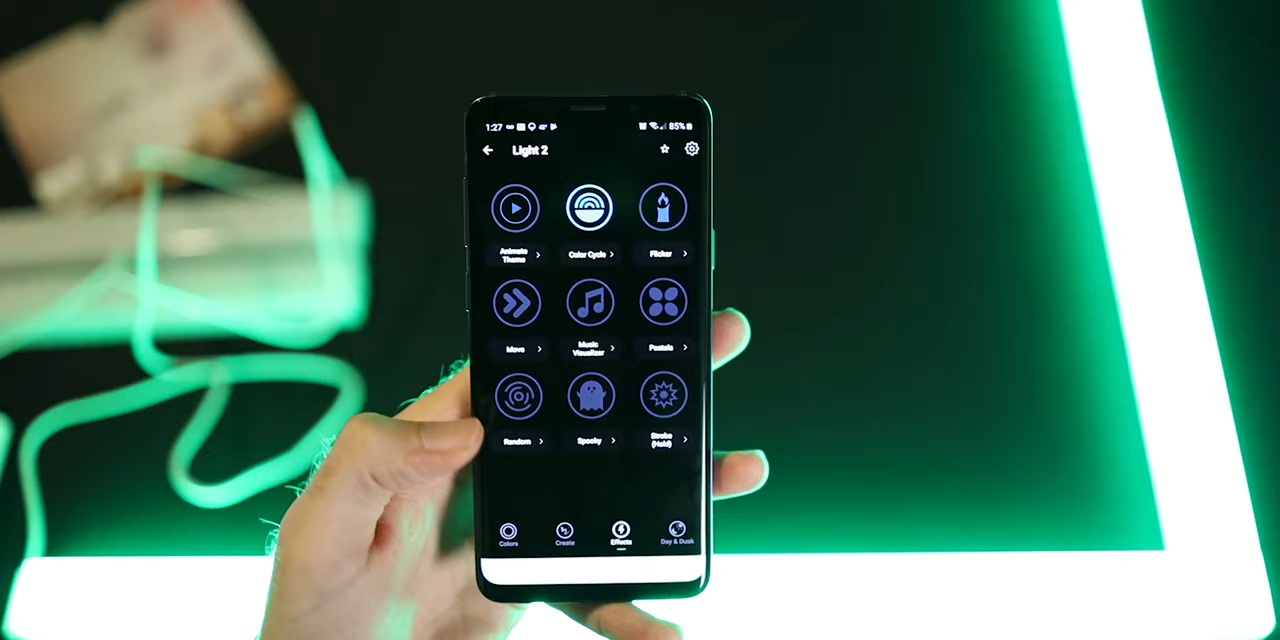 1:27 85%
Light 2
Animate Theme Color Cycle Flicker
Move Music Visualizer Pastels
Random Spooky Strobe (Hold)
Colors Create Effects Day & Dusk